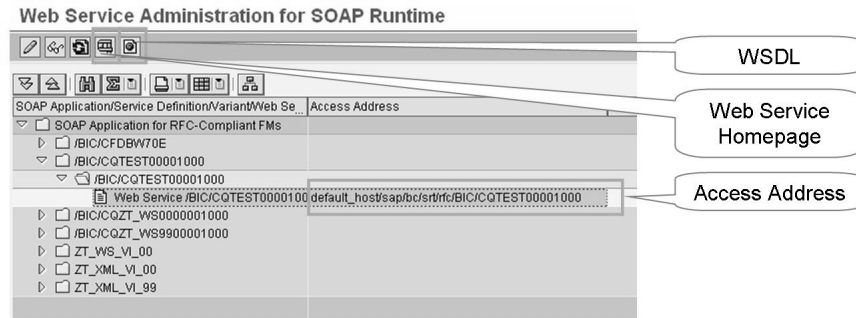 Web Service Administration for SOAP Runtime
WSDL
Web Service
Homepage
SOAP Application/Service Definition/Variant/Web Se... Access Address
SOAP Application for RFC-Compliant FMs
/BIC/CFDBW70E
/BIC/CQTEST00001000
/BIC/CQTEST00001000
Web Service /BIC/CQTEST0000100 default_host/sap/bc/srt/rfc/BIC/CQTEST00001000
Access Address
/BIC/CQZT_WS0000001000
/BIC/CQZT_WS9900001000
ZT_WS_VI_00
ZT_XML_VI_00
ZT_XML_VI_99